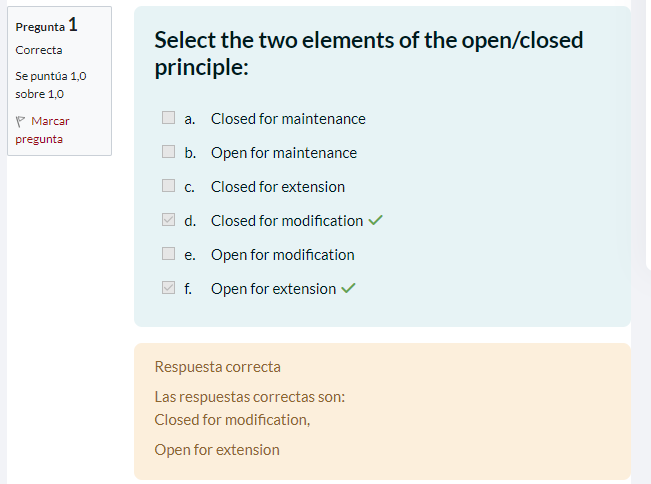 Pregunta 1
Correcta
Se puntúa 1,0
sobre 1,0
Marcar
pregunta
Select the two elements of the open/closed
principle:
a. Closed for maintenance
b. Open for maintenance
c. Closed for extension
d. Closed for modification
e. Open for modification
f. Open for extension
Respuesta correcta
Las respuestas correctas son:
Closed for modification,
Open for extension